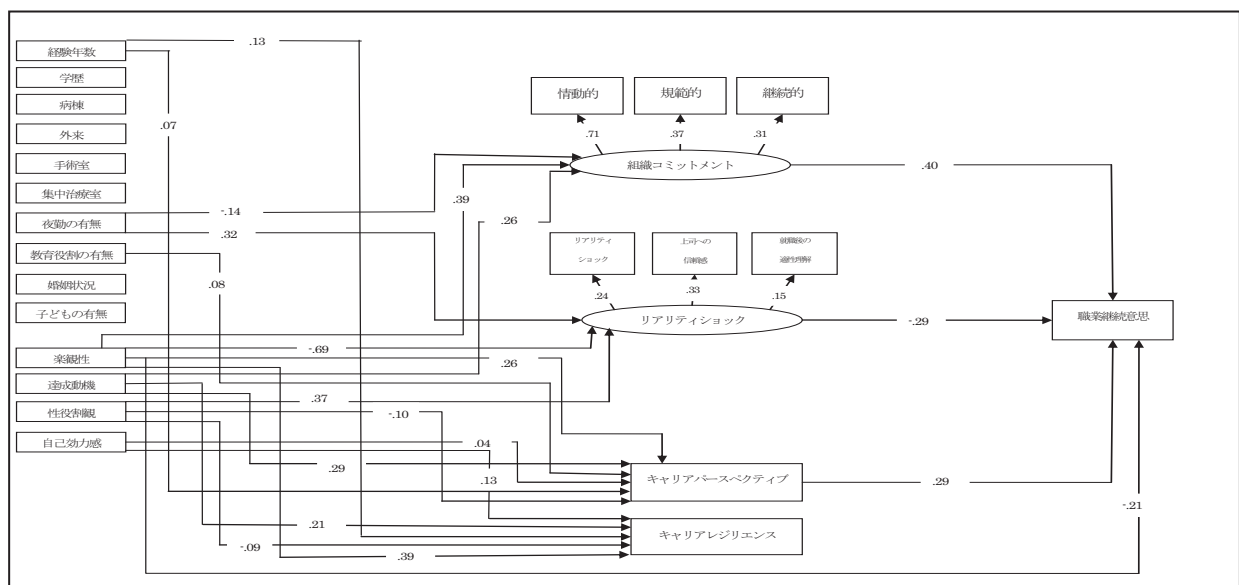 経験年数
学歴
病棟
外来
手術室
集中治療室
夜勤の有無
教育役割の有無
婚姻状況
子どもの有無
楽観性
達成動機
性役割観
自己効力感
.13
.07
-.14
.32
.08
.39
.26
-.69
.26
.37
-.10
.04
.29
.13
.21
-.09
.39
情動的
規範的
継続的
.71
.37
.31
組織コミットメント
.40
リアリティ
ショック
上司への
信頼感
就職後の
適性理解
.24
.33
.15
リアリティショック
-.29
職業継続意思
キャリアパースペクティブ
.29
-.21
キャリアレジリエンス